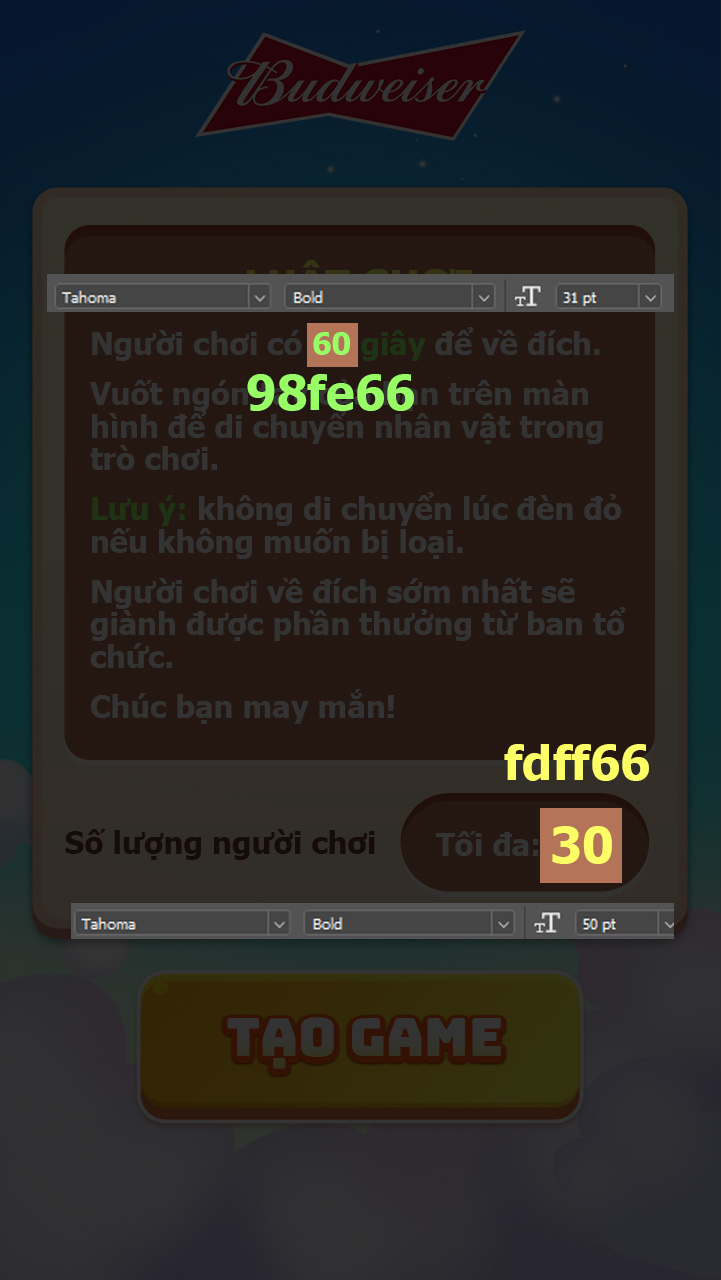 Budweiser
LUẬT CHƠI
Tahoma Bold 31 pt
Người chơi có 60 giây để về đích.
98fe66
Vuốt ngón bạn trên màn
hình để di chuyển nhân vật trong
trò chơi.
Lưu ý: không di chuyển lúc đèn đỏ
nếu không muốn bị loại.
Người chơi về đích sớm nhất sẽ
giành được phần thưởng từ ban tổ
chức.
Chúc bạn may mắn!
fdff66
Số lượng người chơi Tối đa: 30
Tahoma Bold 50 pt
TẠO GAME